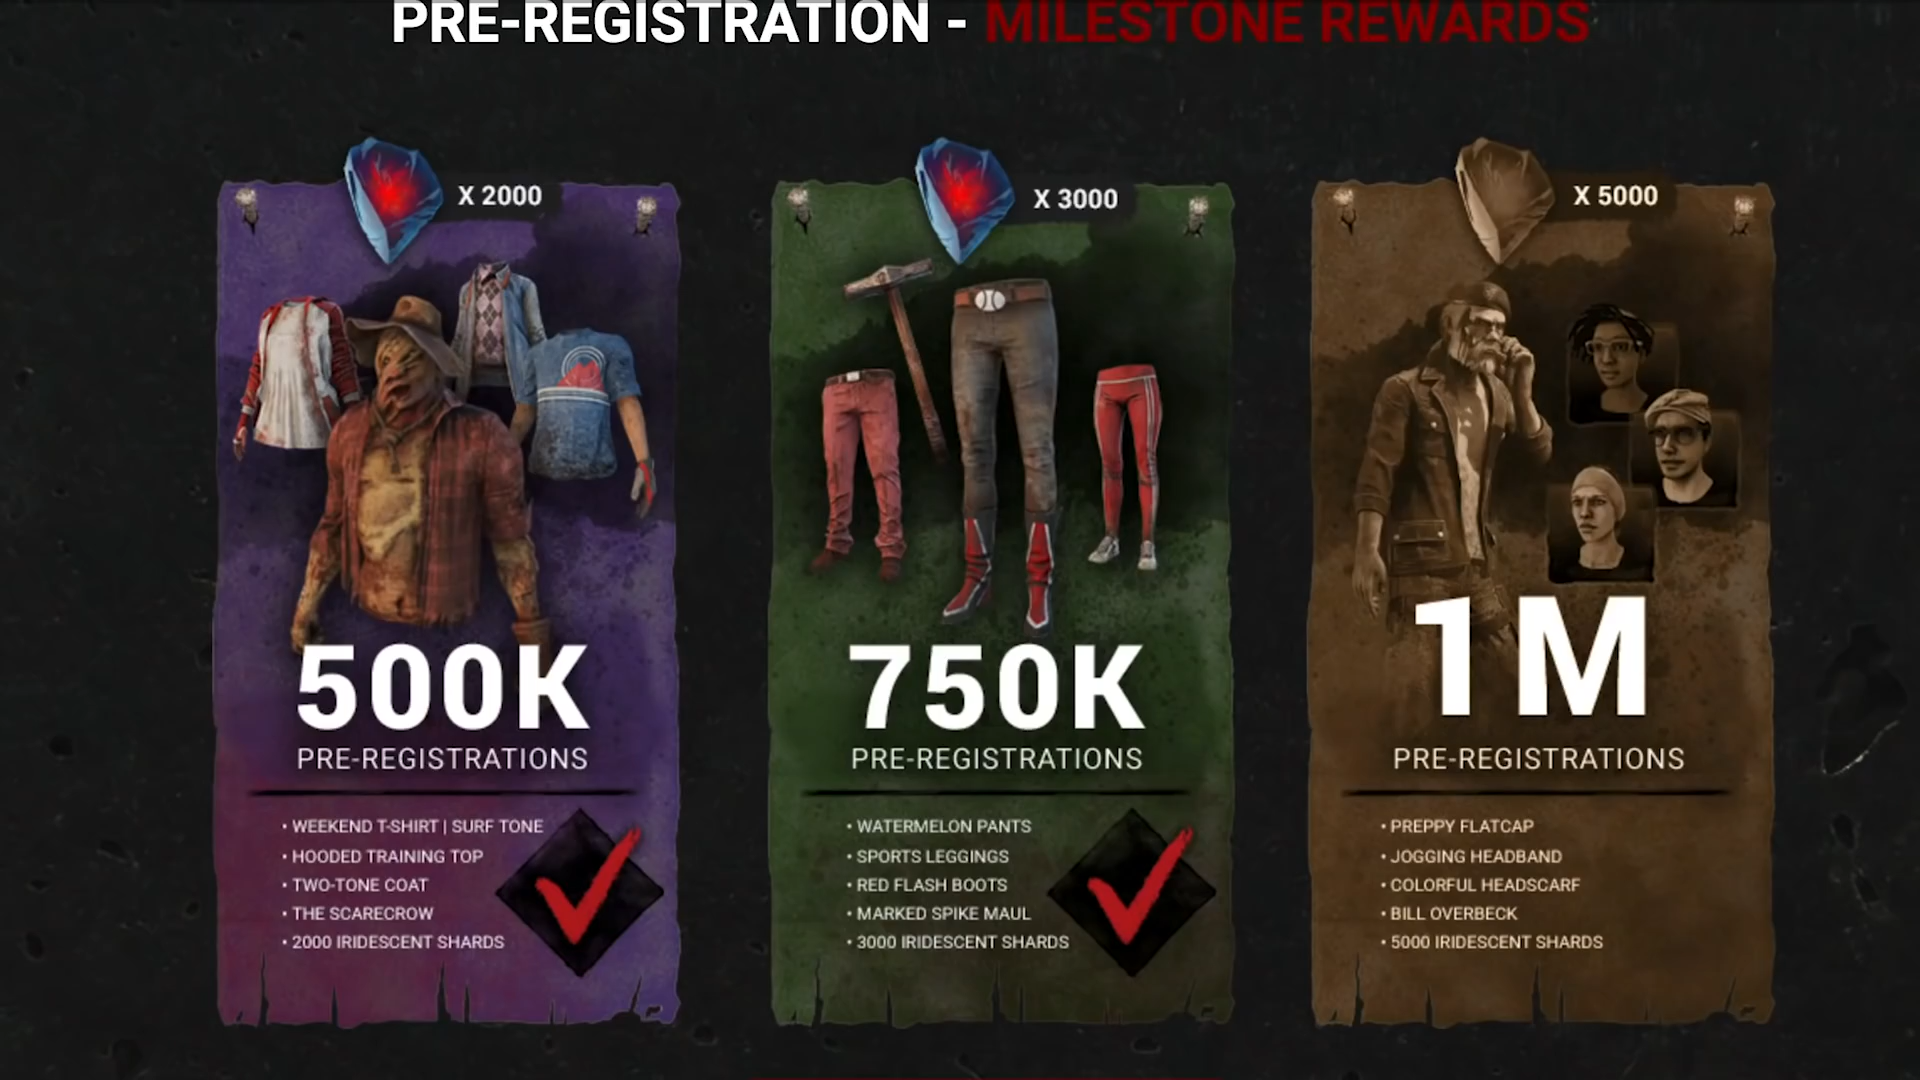 PRE-REGISTRATION - MILESTONE REWARDS
X 2000
500K
PRE-REGISTRATIONS
• WEEKEND T-SHIRT | SURF TONE
• HOODED TRAINING TOP
• TWO-TONE COAT
• THE SCARECROW
• 2000 IRIDESCENT SHARDS
X 3000
750K
PRE-REGISTRATIONS
• WATERMELON PANTS
• SPORTS LEGGINGS
• RED FLASH BOOTS
• MARKED SPIKE MAUL
• 3000 IRIDESCENT SHARDS
X 5000
1M
PRE-REGISTRATIONS
• PREPPY FLATCAP
• JOGGING HEADBAND
• COLORFUL HEADSCARF
• BILL OVERBECK
• 5000 IRIDESCENT SHARDS